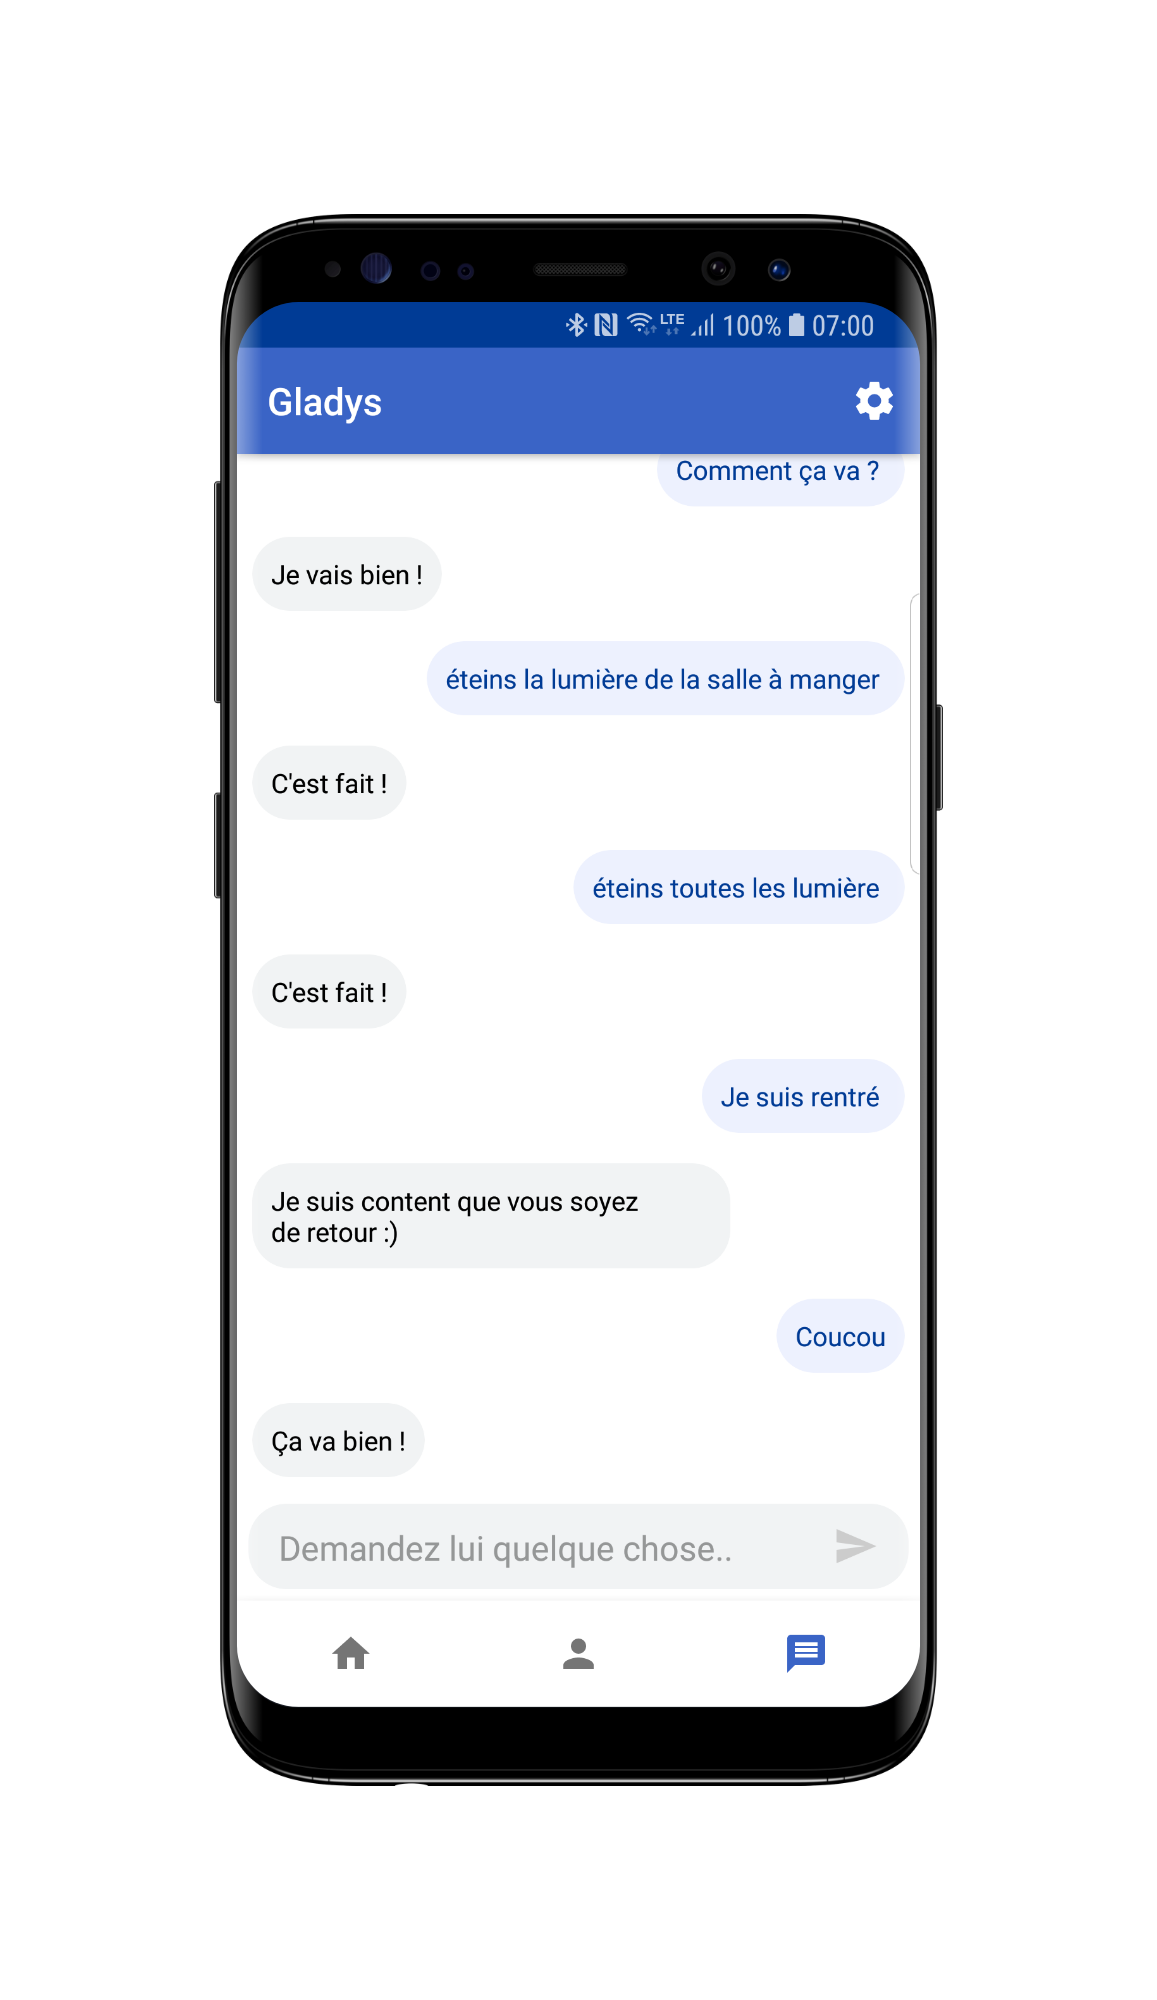 LTE 100% 07:00
Gladys
Comment ça va ?
Je vais bien !
éteins la lumière de la salle à manger
C'est fait !
éteins toutes les lumière
C'est fait !
Je suis rentré
Je suis content que vous soyez
de retour :)
Coucou
Ça va bien !
Demandez lui quelque chose..